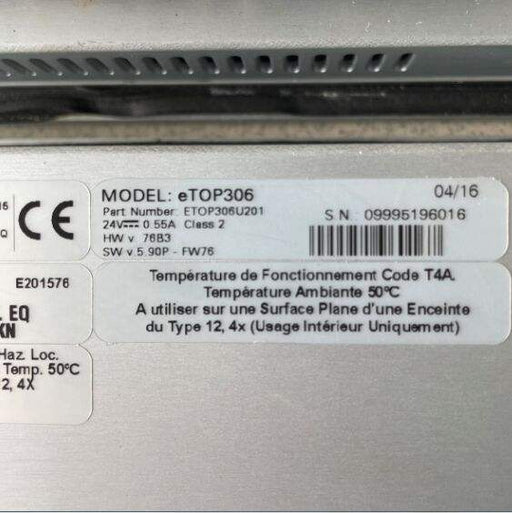 16
Q
CE
MODEL: eTOP306
04/16
Part Number: ETOP306U201
S.N.: 09995196016
24V⎓ 0.55A Class 2
HW v. 76B3
SW v.5.90P - FW76
E201576
. EQ
KN
Température de Fonctionnement Code T4A.
Température Ambiante 50°C
A utiliser sur une Surface Plane d'une Enceinte
du Type 12, 4x (Usage Intérieur Uniquement)
Haz. Loc.
Temp. 50°C
2, 4X